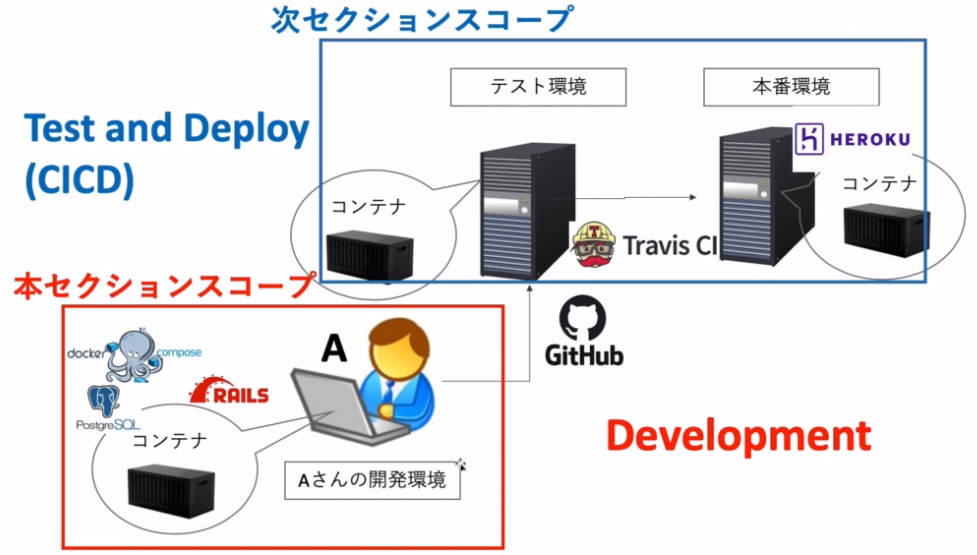 次セクションスコープ
テスト環境
本番環境
Test and Deploy
(CICD)
HEROKU
コンテナ
コンテナ
T
Travis CI
本セクションスコープ
GitHub
docker compose
A
RAILS
PostgreSQL
コンテナ
Development
Aさんの開発環境